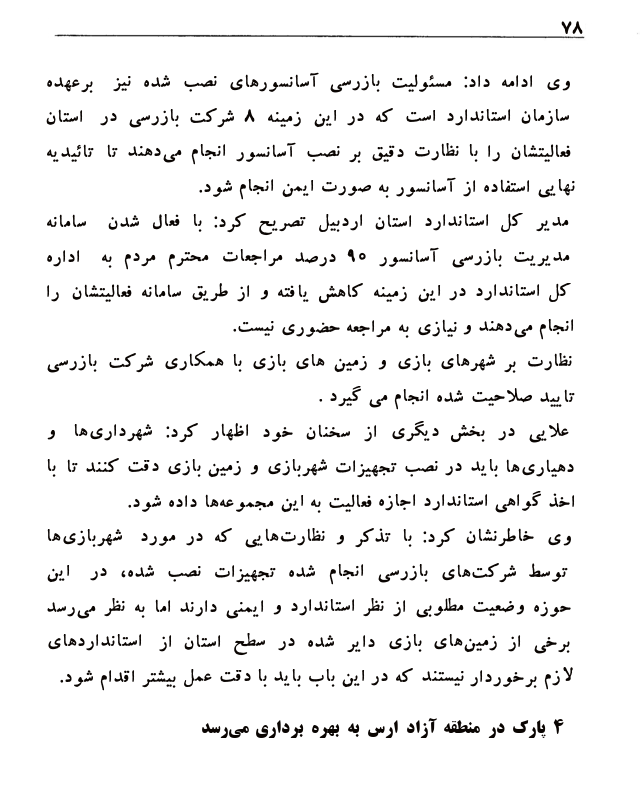 ۷۸
وی ادامه داد: مسئولیت بازرسی آسانسورهای نصب شده نیز برعهده
سازمان استاندارد است که در این زمینه ۸ شرکت بازرسی در استان
فعالیتشان را با نظارت دقیق بر نصب آسانسور انجام می‌دهند تا تائیدیه
نهایی استفاده از آسانسور به صورت ایمن انجام شود.
مدیر کل استاندارد استان اردبیل تصریح کرد: با فعال شدن سامانه
مدیریت بازرسی آسانسور ۹۰ درصد مراجعات محترم مردم به اداره
کل استاندارد در این زمینه کاهش یافته و از طریق سامانه فعالیتشان را
انجام می‌دهند و نیازی به مراجعه حضوری نیست.
نظارت بر شهرهای بازی و زمین های بازی با همکاری شرکت بازرسی
تایید صلاحیت شده انجام می گیرد .
علایی در بخش دیگری از سخنان خود اظهار کرد: شهرداری‌ها و
دهیاری‌ها باید در نصب تجهیزات شهربازی و زمین بازی دقت کنند تا با
اخذ گواهی استاندارد اجازه فعالیت به این مجموعه‌ها داده شود.
وی خاطرنشان کرد: با تذکر و نظارت‌هایی که در مورد شهربازی‌ها
توسط شرکت‌های بازرسی انجام شده تجهیزات نصب شده، در این
حوزه وضعیت مطلوبی از نظر استاندارد و ایمنی دارند اما به نظر می‌رسد
برخی از زمین‌های بازی دایر شده در سطح استان از استانداردهای
لازم برخوردار نیستند که در این باب باید با دقت عمل بیشتر اقدام شود.
۴ پارک در منطقه آزاد ارس به بهره برداری می‌رسد